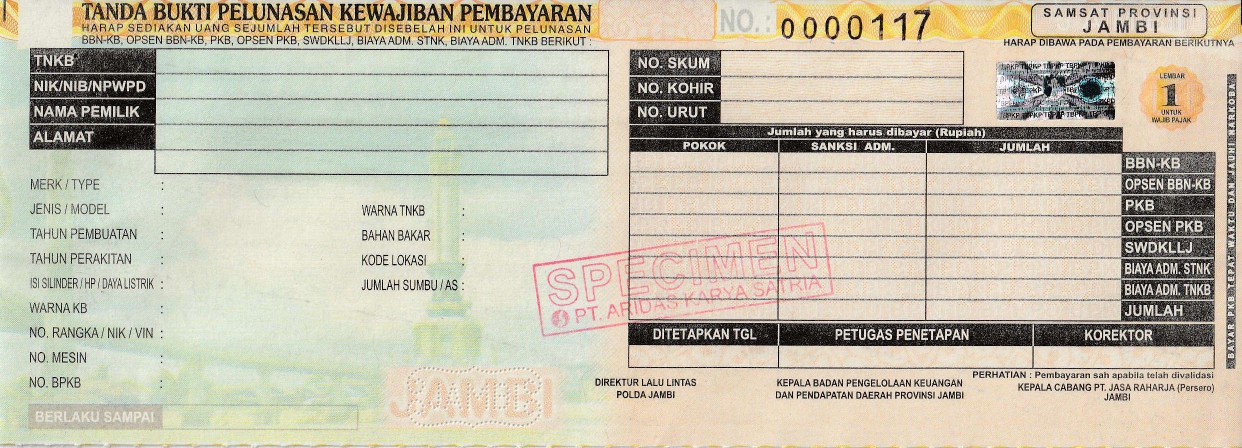 TANDA BUKTI PELUNASAN KEWAJIBAN PEMBAYARAN
HARAP SEDIAKAN UANG SEJUMLAH TERSEBUT DISEBELAH INI UNTUK PELUNASAN
BBN-KB, OPSEN BBN-KB, PKB, OPSEN PKB, SWDKLLJ, BIAYA ADM. STNK, BIAYA ADM. TNKB BERIKUT :
NO.: 0000117
SAMSAT PROVINSI
JAMBI
HARAP DIBAWA PADA PEMBAYARAN BERIKUTNYA
TNKB
NIK/NIB/NPWPD
NAMA PEMILIK
ALAMAT
NO. SKUM
NO. KOHIR
NO. URUT
LEMBAR
1
UNTUK
WAJIB PAJAK
Jumlah yang harus dibayar (Rupiah)
POKOK SANKSI ADM. JUMLAH
BBN-KB
OPSEN BBN-KB
PKB
OPSEN PKB
SWDKLLJ
BIAYA ADM. STNK
BIAYA ADM. TNKB
JUMLAH
BAYAR PKB TEPAT WAKTU DAN JAUHI NARKOBA
MERK / TYPE :
JENIS / MODEL :
TAHUN PEMBUATAN :
TAHUN PERAKITAN :
ISI SILINDER / HP / DAYA LISTRIK :
WARNA KB :
NO. RANGKA / NIK / VIN :
NO. MESIN :
NO. BPKB :
WARNA TNKB :
BAHAN BAKAR :
KODE LOKASI :
JUMLAH SUMBU / AS :
SPECIMEN
PT. ARIDAS KARYA SATRIA
DITETAPKAN TGL PETUGAS PENETAPAN KOREKTOR
PERHATIAN : Pembayaran sah apabila telah divalidasi
DIREKTUR LALU LINTAS
POLDA JAMBI
KEPALA BADAN PENGELOLAAN KEUANGAN
DAN PENDAPATAN DAERAH PROVINSI JAMBI
KEPALA CABANG PT. JASA RAHARJA (Persero)
JAMBI
JAMBI
BERLAKU SAMPAI